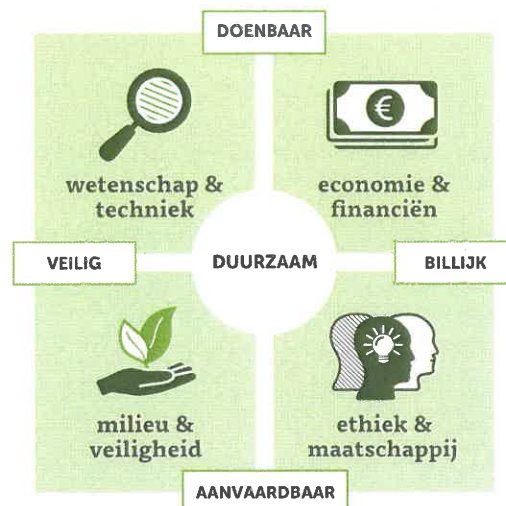 DOENBAAR
wetenschap &
techniek
economie &
financiën
VEILIG
DUURZAAM
BILLIJK
milieu &
veiligheid
ethiek &
maatschappij
AANVAARDBAAR